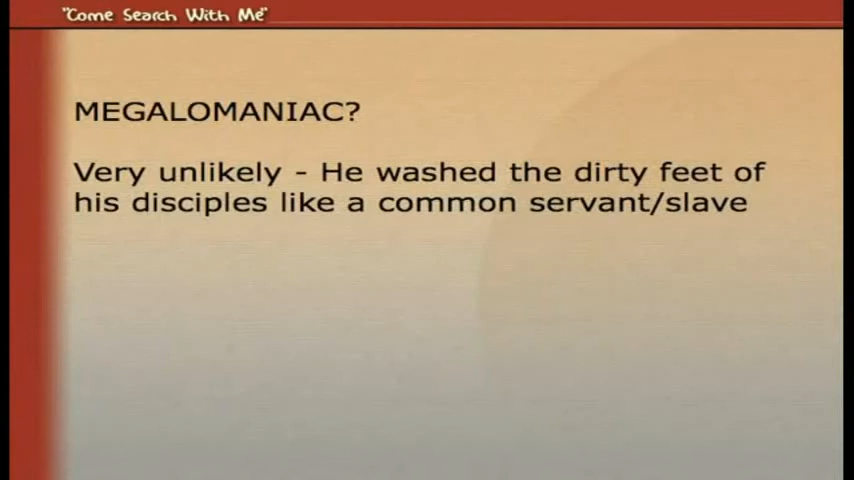 "Come Search With Me"
MEGALOMANIAC?
Very unlikely - He washed the dirty feet of
his disciples like a common servant/slave